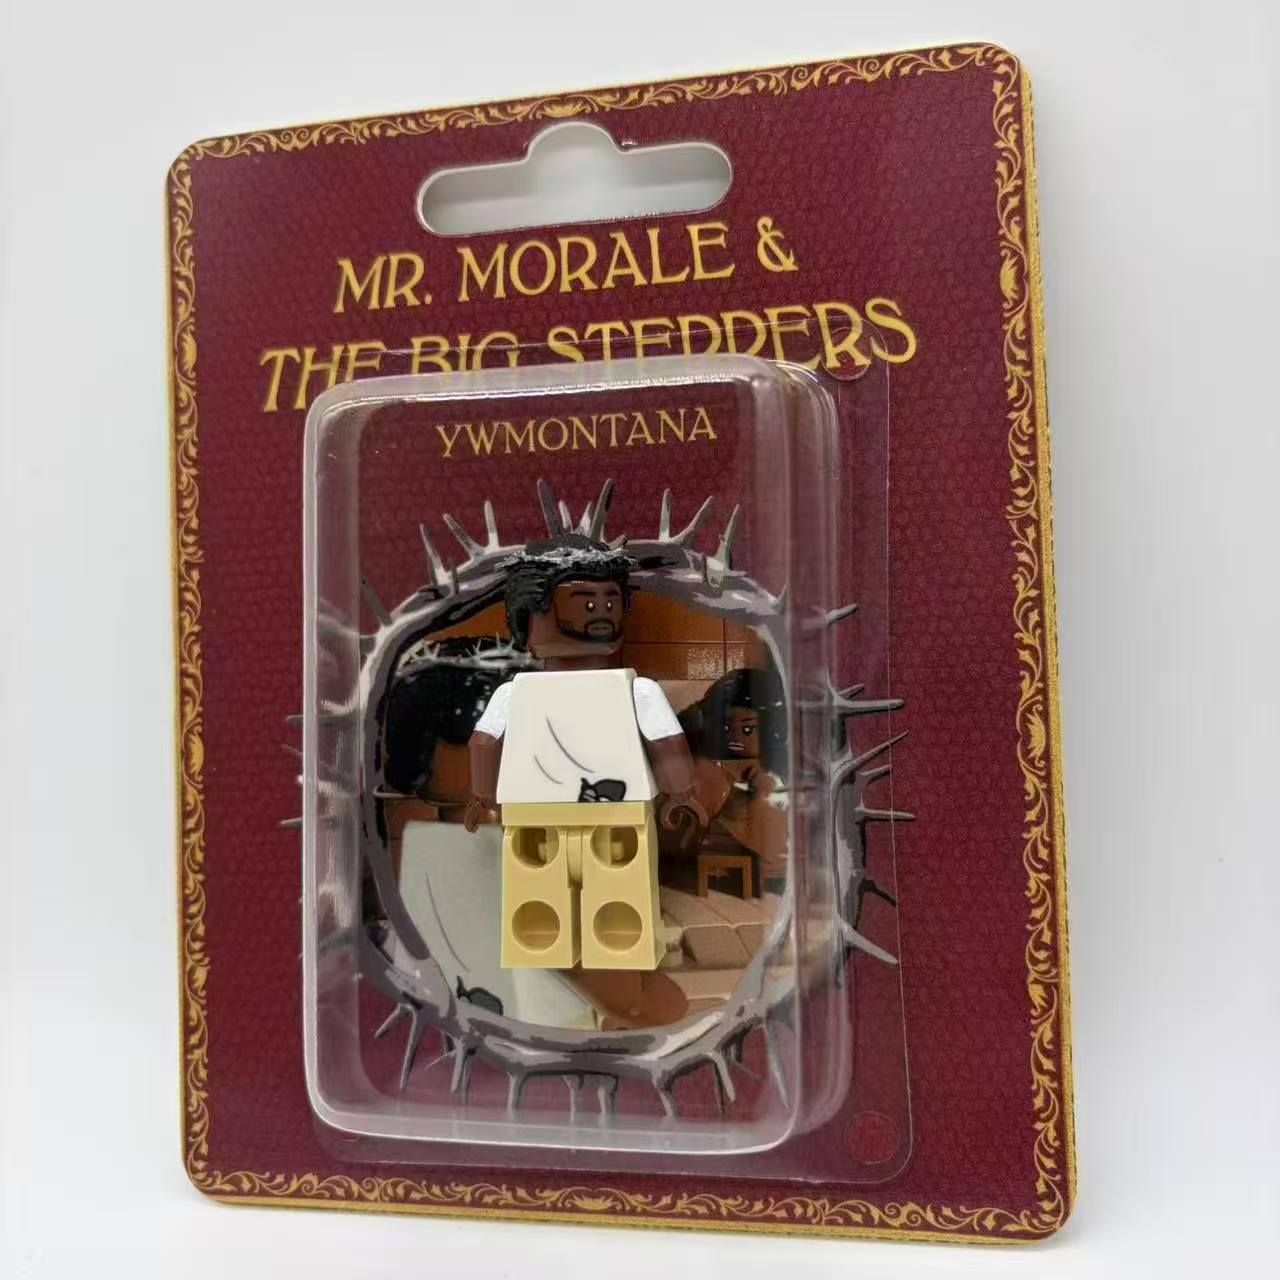 MR. MORALE &
THE BIG STEPPERS
YWMONTANA